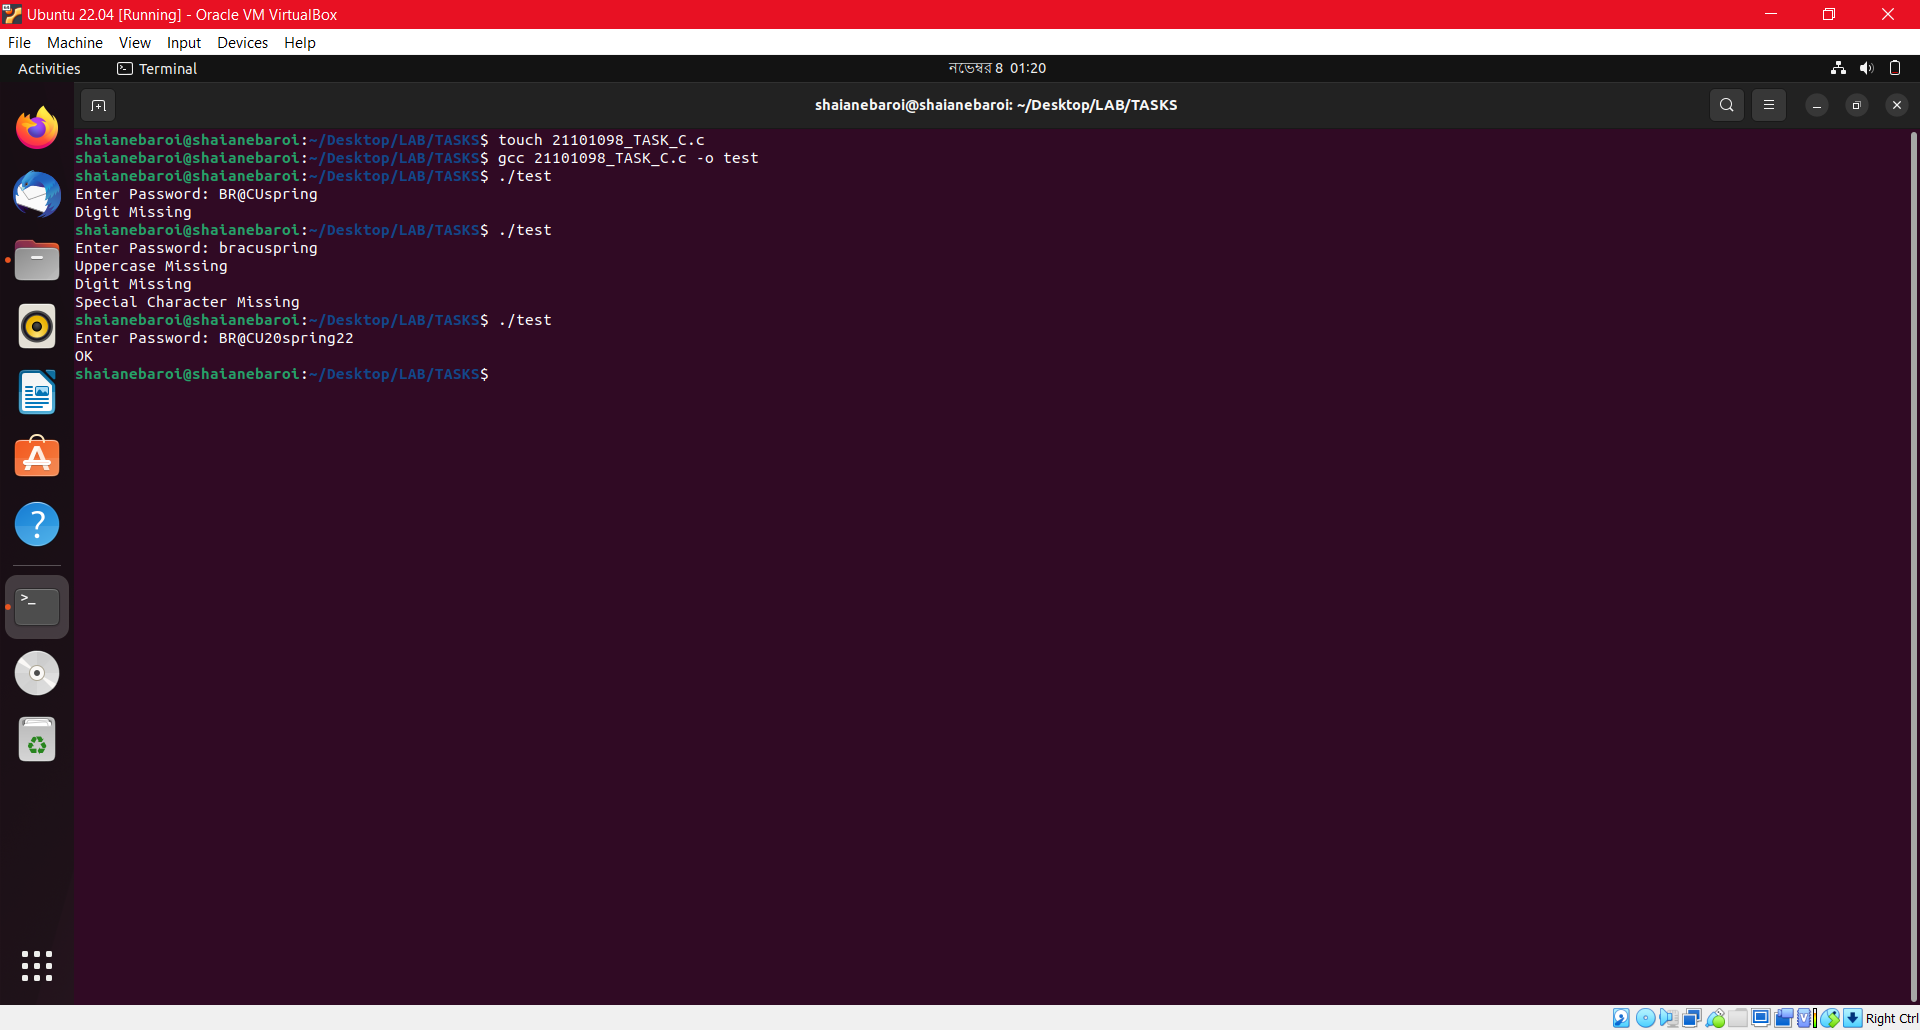 Ubuntu 22.04 [Running] - Oracle VM VirtualBox
File Machine View Input Devices Help
Activities Terminal নভেম্বর 8 01:20
shaianebaroi@shaianebaroi: ~/Desktop/LAB/TASKS
shaianebaroi@shaianebaroi:~/Desktop/LAB/TASKS$ touch 21101098_TASK_C.c
shaianebaroi@shaianebaroi:~/Desktop/LAB/TASKS$ gcc 21101098_TASK_C.c -o test
shaianebaroi@shaianebaroi:~/Desktop/LAB/TASKS$ ./test
Enter Password: BR@CUspring
Digit Missing
shaianebaroi@shaianebaroi:~/Desktop/LAB/TASKS$ ./test
Enter Password: bracuspring
Uppercase Missing
Digit Missing
Special Character Missing
shaianebaroi@shaianebaroi:~/Desktop/LAB/TASKS$ ./test
Enter Password: BR@CU20spring22
OK
shaianebaroi@shaianebaroi:~/Desktop/LAB/TASKS$
Right Ctrl